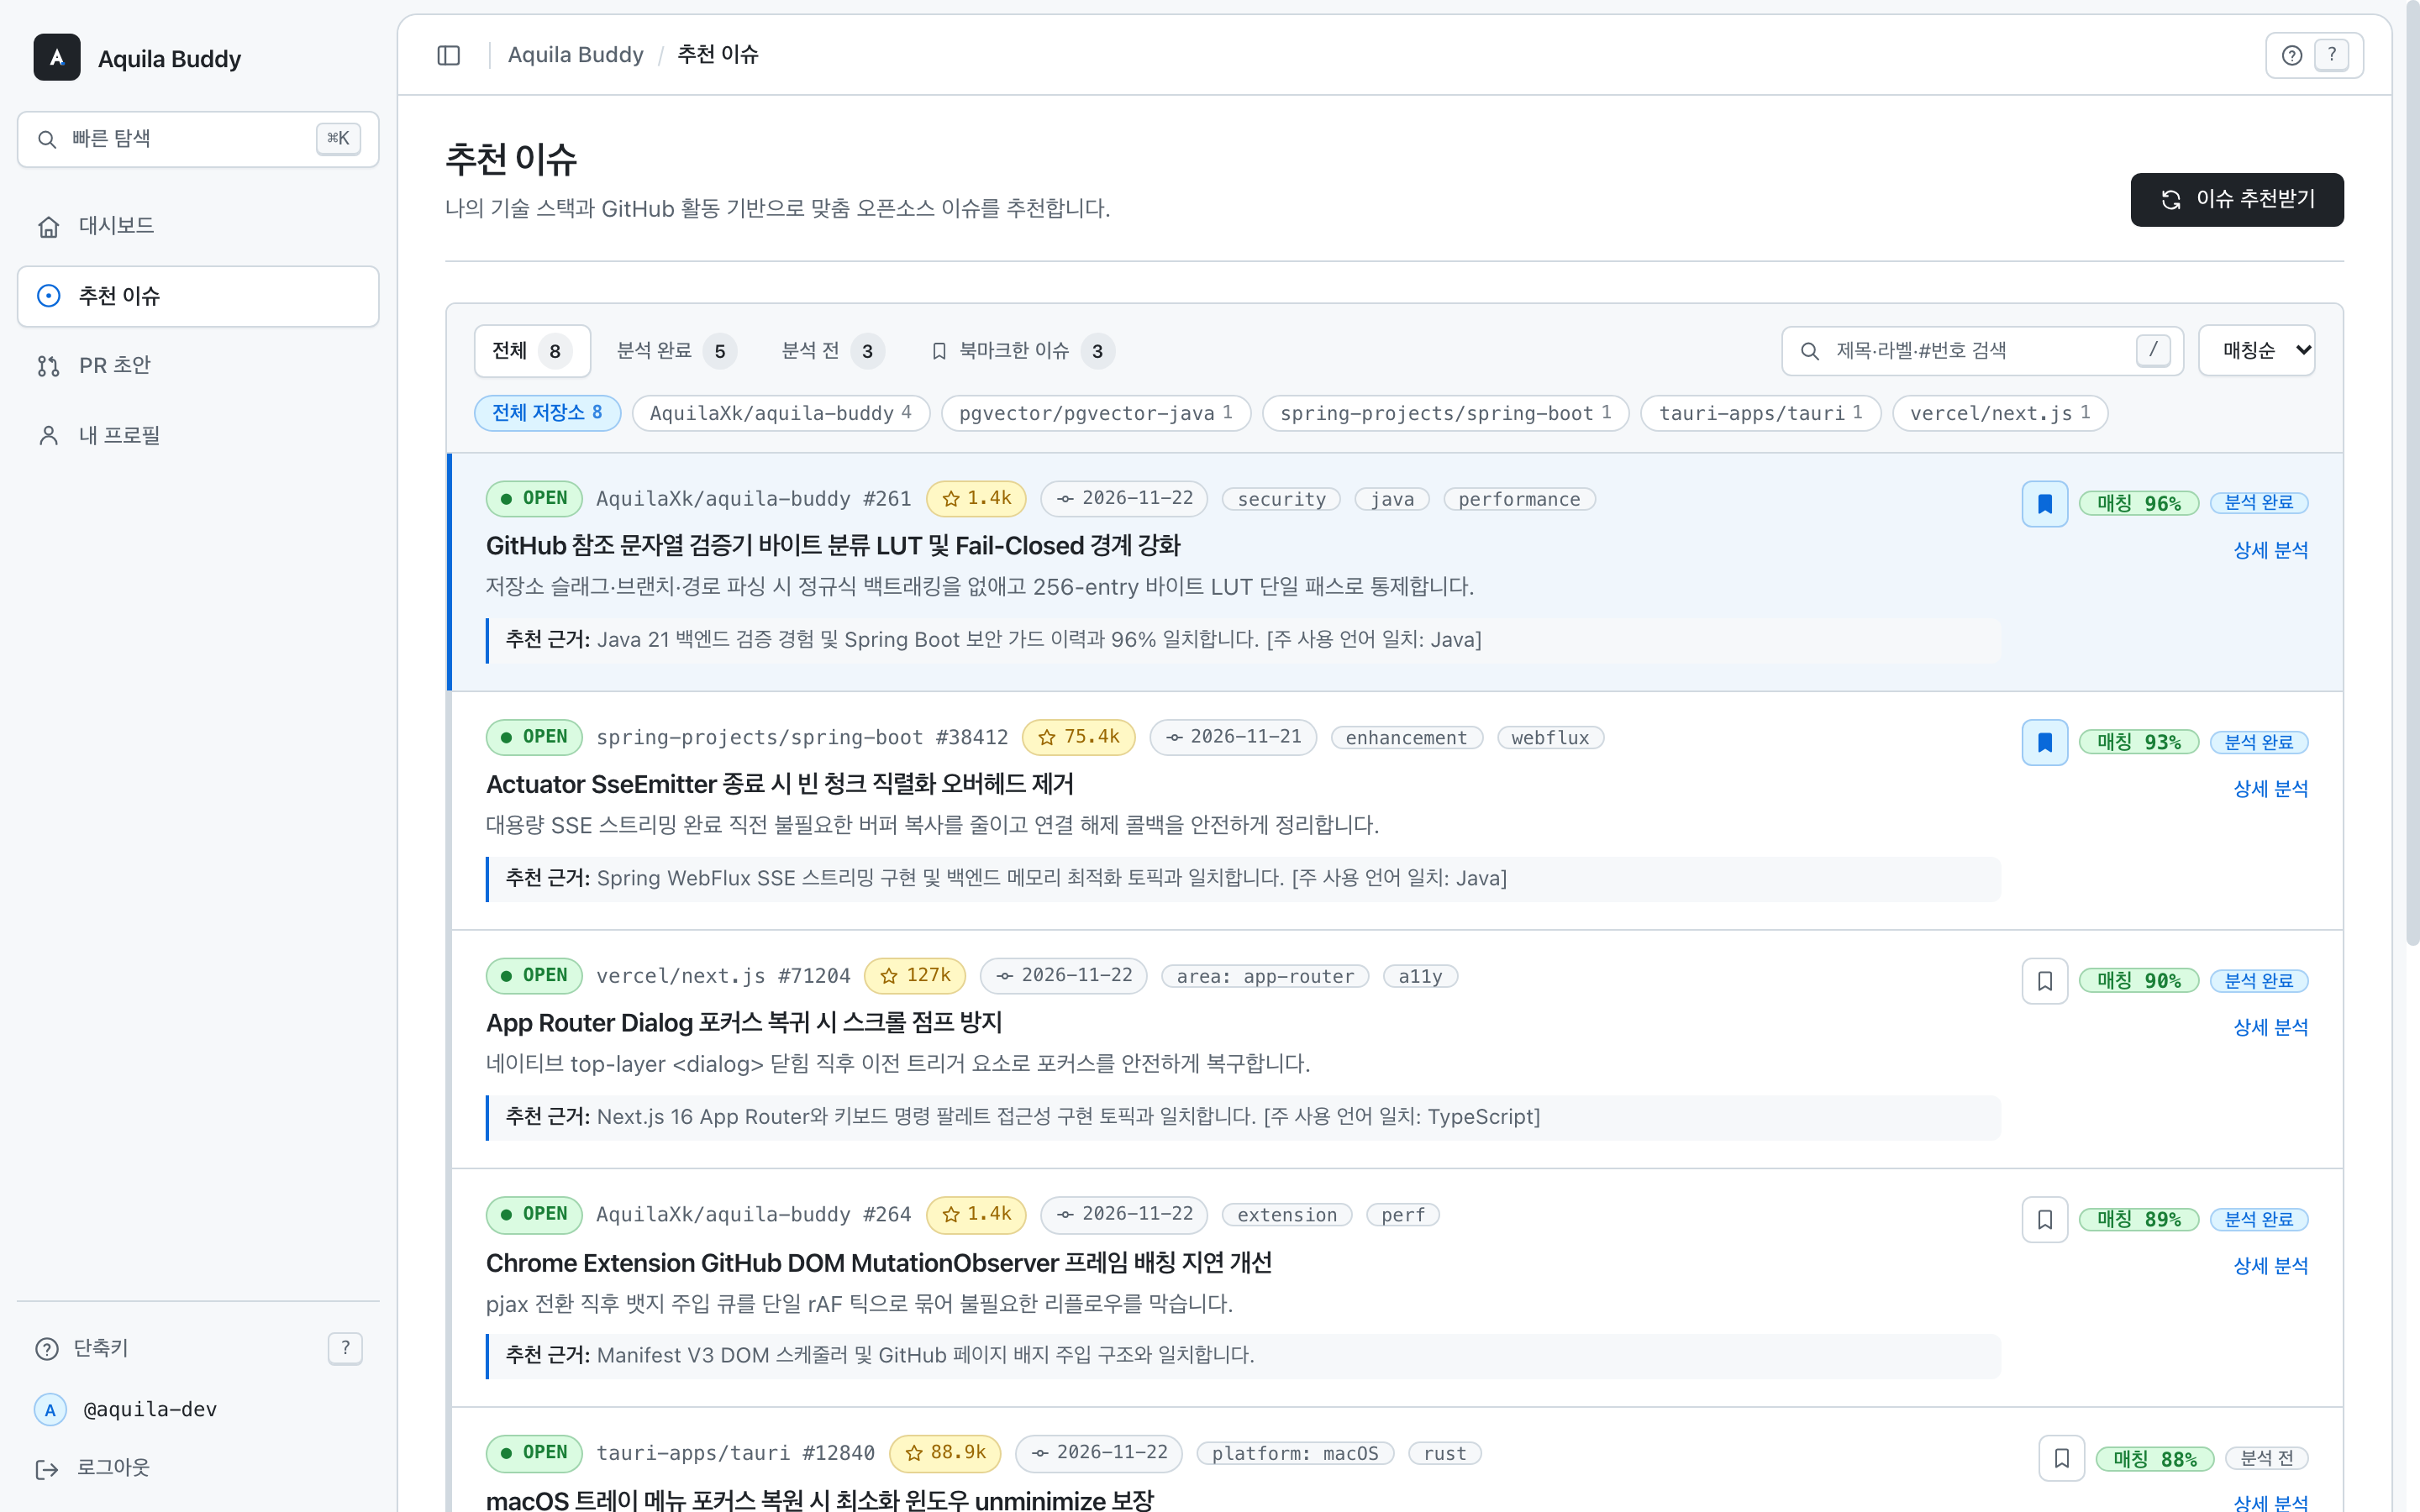 A Aquila Buddy
빠른 탐색 ⌘K
대시보드
추천 이슈
PR 초안
내 프로필
단축키 ?
A @aquila-dev
로그아웃
Aquila Buddy / 추천 이슈
?
추천 이슈
나의 기술 스택과 GitHub 활동 기반으로 맞춤 오픈소스 이슈를 추천합니다.
이슈 추천받기
전체 8 분석 완료 5 분석 전 3 북마크한 이슈 3 제목·라벨·#번호 검색 / 매칭순
전체 저장소 8 AquilaXk/aquila-buddy 4 pgvector/pgvector-java 1 spring-projects/spring-boot 1 tauri-apps/tauri 1 vercel/next.js 1
OPEN AquilaXk/aquila-buddy #261 1.4k 2026-11-22 security java performance 매칭 96% 분석 완료
GitHub 참조 문자열 검증기 바이트 분류 LUT 및 Fail-Closed 경계 강화 상세 분석
저장소 슬래그·브랜치·경로 파싱 시 정규식 백트래킹을 없애고 256-entry 바이트 LUT 단일 패스로 통제합니다.
추천 근거: Java 21 백엔드 검증 경험 및 Spring Boot 보안 가드 이력과 96% 일치합니다. [주 사용 언어 일치: Java]
OPEN spring-projects/spring-boot #38412 75.4k 2026-11-21 enhancement webflux 매칭 93% 분석 완료
Actuator SseEmitter 종료 시 빈 청크 직렬화 오버헤드 제거 상세 분석
대용량 SSE 스트리밍 완료 직전 불필요한 버퍼 복사를 줄이고 연결 해제 콜백을 안전하게 정리합니다.
추천 근거: Spring WebFlux SSE 스트리밍 구현 및 백엔드 메모리 최적화 토픽과 일치합니다. [주 사용 언어 일치: Java]
OPEN vercel/next.js #71204 127k 2026-11-22 area: app-router a11y 매칭 90% 분석 완료
App Router Dialog 포커스 복귀 시 스크롤 점프 방지 상세 분석
네이티브 top-layer <dialog> 닫힘 직후 이전 트리거 요소로 포커스를 안전하게 복구합니다.
추천 근거: Next.js 16 App Router와 키보드 명령 팔레트 접근성 구현 토픽과 일치합니다. [주 사용 언어 일치: TypeScript]
OPEN AquilaXk/aquila-buddy #264 1.4k 2026-11-22 extension perf 매칭 89% 분석 완료
Chrome Extension GitHub DOM MutationObserver 프레임 배칭 지연 개선 상세 분석
pjax 전환 직후 뱃지 주입 큐를 단일 rAF 틱으로 묶어 불필요한 리플로우를 막습니다.
추천 근거: Manifest V3 DOM 스케줄러 및 GitHub 페이지 배지 주입 구조와 일치합니다.
OPEN tauri-apps/tauri #12840 88.9k 2026-11-22 platform: macOS rust 매칭 88% 분석 전
macOS 트레이 메뉴 포커스 복원 시 최소화 윈도우 unminimize 보장 상세 분석